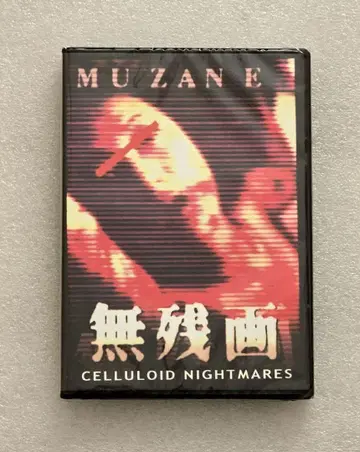 MUZAN E
無残画
CELLULOID NIGHTMARES